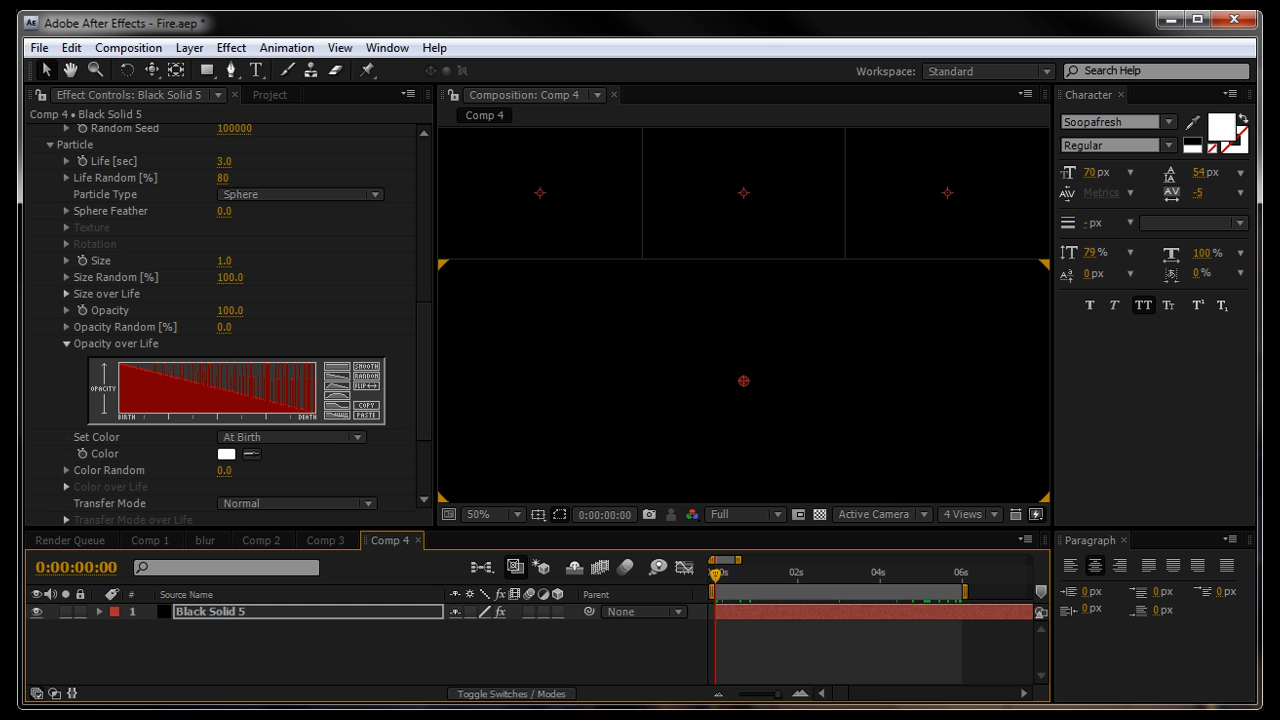 Adobe After Effects - Fire.aep *
File Edit Composition Layer Effect Animation View Window Help
Workspace: Standard Search Help
Effect Controls: Black Solid 5 Project
Comp 4 • Black Solid 5
Random Seed 100000
Particle
Life [sec] 3.0
Life Random [%] 80
Particle Type Sphere
Sphere Feather 0.0
Texture
Rotation
Size 1.0
Size Random [%] 100.0
Size over Life
Opacity 100.0
Opacity Random [%] 0.0
Opacity over Life
SMOOTH
RANDOM
FLIP
OPACITY
COPY
PASTE
BIRTH DEATH
Set Color At Birth
Color
Color Random 0.0
Color over Life
Transfer Mode Normal
Transfer Mode over Life
Composition: Comp 4
Comp 4
50% 0:00:00:00 Full Active Camera 4 Views
Character
Soopafresh
Regular
70 px 54 px
Metrics -5
- px
79 % 100 %
0 px 0 %
T T TT Tt T¹ T₁
Render Queue Comp 1 blur Comp 2 Comp 3 Comp 4
0:00:00:00
02s 04s 06s
# Source Name Parent
1 Black Solid 5 None
Toggle Switches / Modes
Paragraph
0 px 0 px 0 px
0 px 0 px